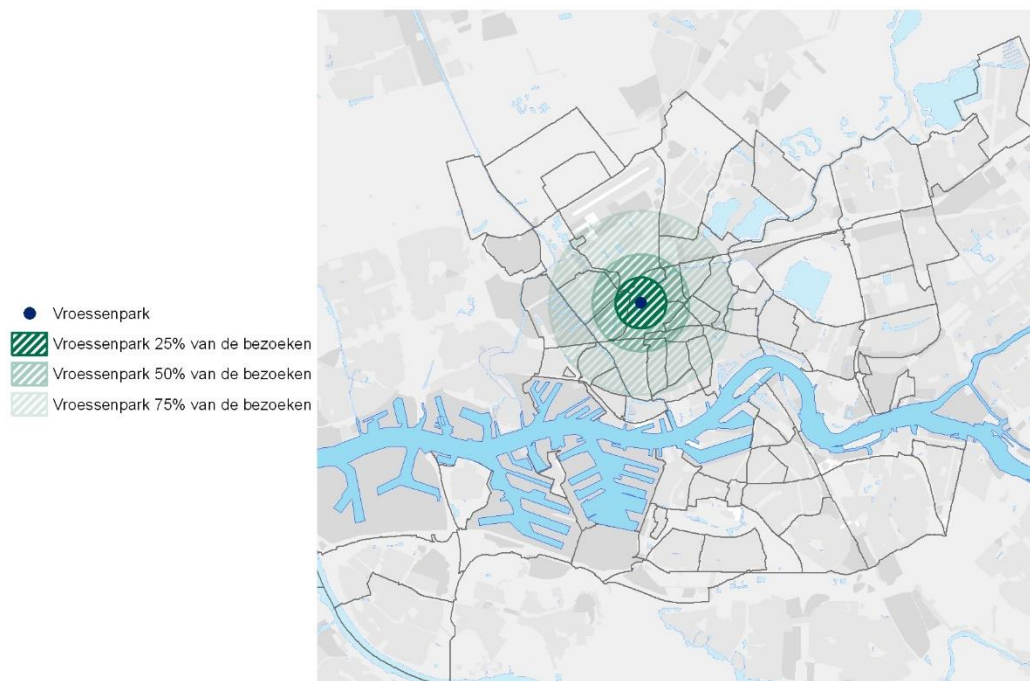 Vroessenpark
Vroessenpark 25% van de bezoeken
Vroessenpark 50% van de bezoeken
Vroessenpark 75% van de bezoeken